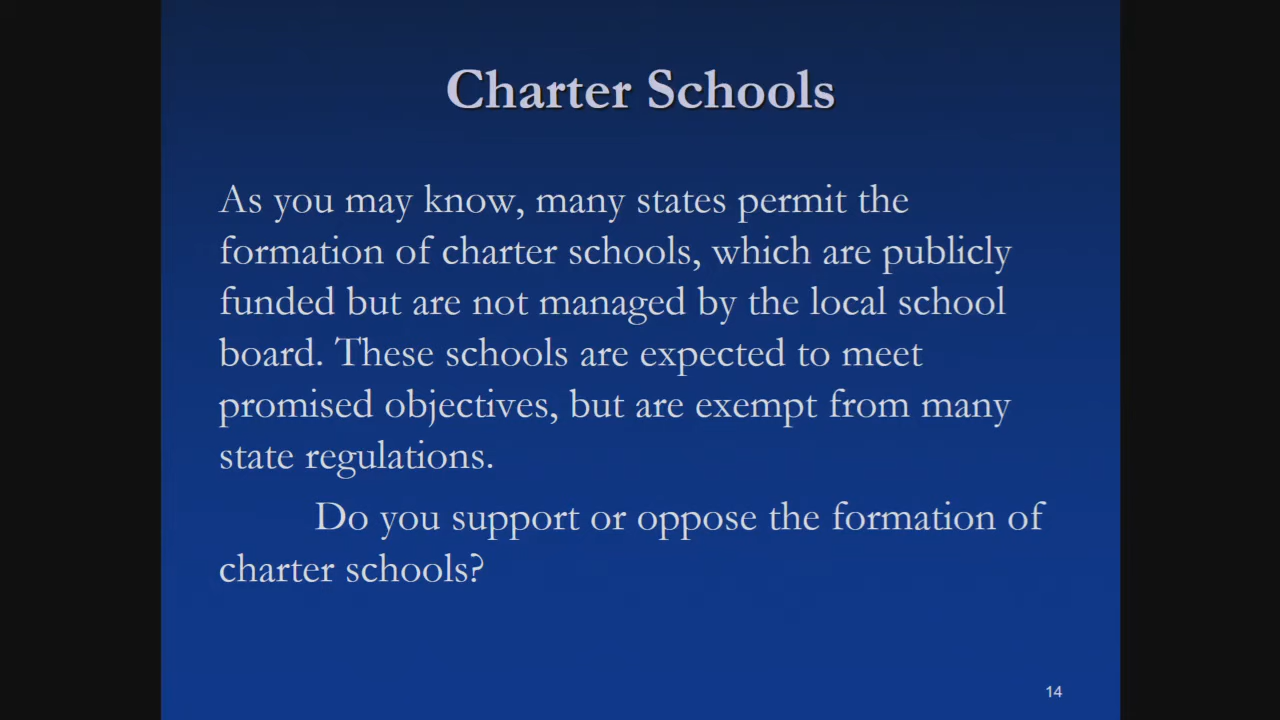 Charter Schools
As you may know, many states permit the
formation of charter schools, which are publicly
funded but are not managed by the local school
board. These schools are expected to meet
promised objectives, but are exempt from many
state regulations.
Do you support or oppose the formation of
charter schools?
14